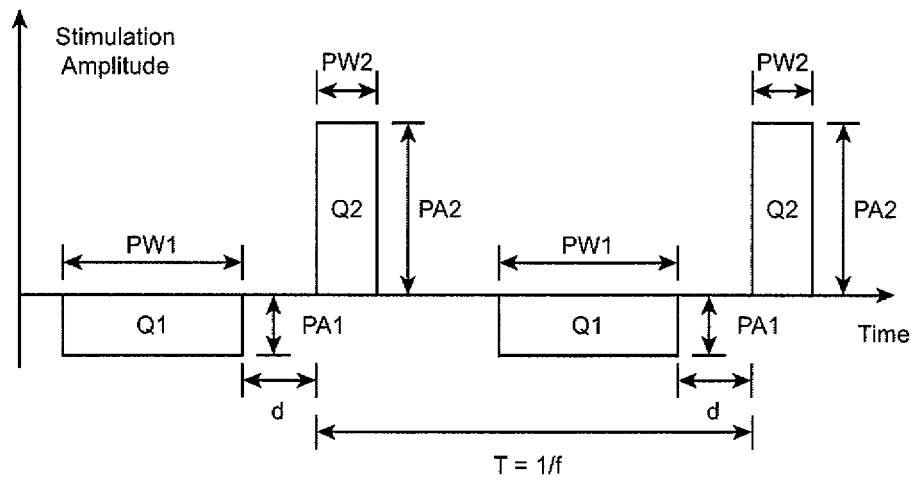 Stimulation
Amplitude
PW2
PW2
Q2
PA2
Q2
PA2
PW1
PW1
Q1
PA1
Q1
PA1
Time
d
d
T = 1/f